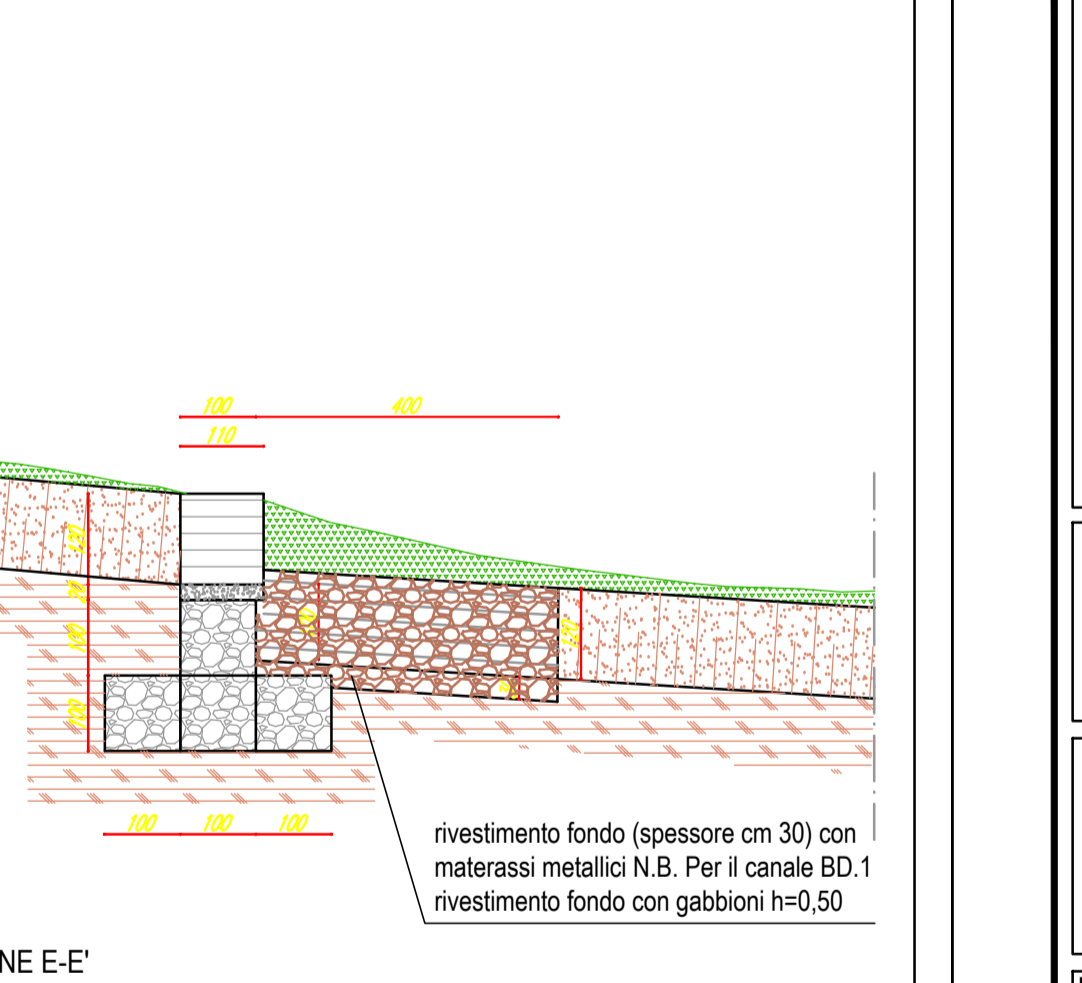 100
400
110
120
20
100
100
120
100
100
100
rivestimento fondo (spessore cm 30) con
materassi metallici N.B. Per il canale BD.1
rivestimento fondo con gabbioni h=0,50
NE E-E'